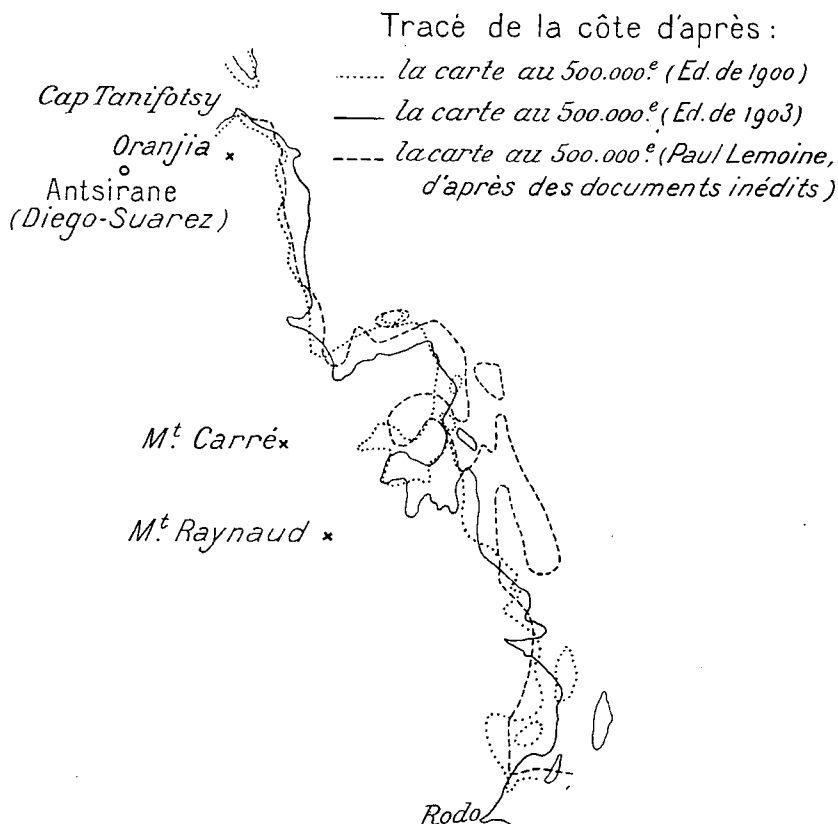 Tracé de la côte d'après :
....... la carte au 500.000.e (Ed. de 1900)
—— la carte au 500.000.e (Ed. de 1903)
---- la carte au 500.000.e (Paul Lemoine,
d'après des documents inédits)
Cap Tanifotsy
Oranjia
Antsirane
(Diego-Suarez)
M.t Carré
M.t Raynaud
Rodo